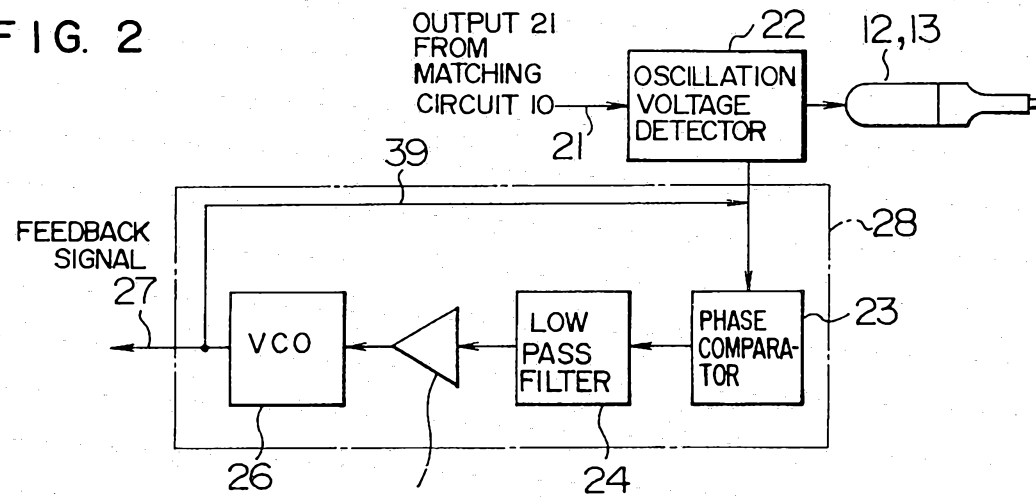 FIG. 2
OUTPUT 21
FROM
MATCHING
CIRCUIT 10
21
22
OSCILLATION
VOLTAGE
DETECTOR
12,13
39
28
FEEDBACK
SIGNAL
27
VCO
26
LOW
PASS
FILTER
24
PHASE
COMPARA-
TOR
23